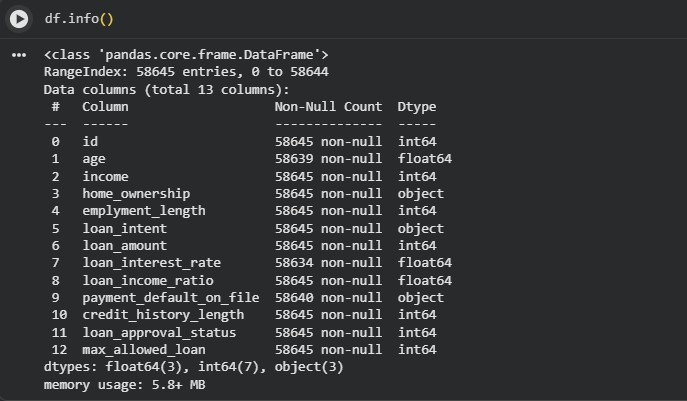 df.info()
<class 'pandas.core.frame.DataFrame'>
RangeIndex: 58645 entries, 0 to 58644
Data columns (total 13 columns):
 #   Column                   Non-Null Count  Dtype
---  ------                   --------------  -----
 0   id                       58645 non-null  int64
 1   age                      58639 non-null  float64
 2   income                   58645 non-null  int64
 3   home_ownership           58645 non-null  object
 4   emplyment_length         58645 non-null  int64
 5   loan_intent              58645 non-null  object
 6   loan_amount              58645 non-null  int64
 7   loan_interest_rate       58634 non-null  float64
 8   loan_income_ratio        58645 non-null  float64
 9   payment_default_on_file  58640 non-null  object
 10  credit_history_length    58645 non-null  int64
 11  loan_approval_status     58645 non-null  int64
 12  max_allowed_loan         58645 non-null  int64
dtypes: float64(3), int64(7), object(3)
memory usage: 5.8+ MB